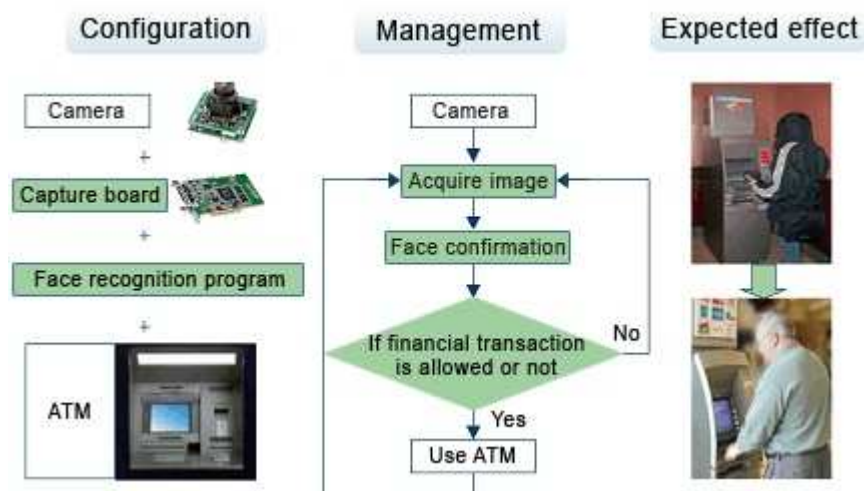 Configuration
Management
Expected effect
Camera
+
Capture board
+
Face recognition program
+
ATM
Camera
Acquire image
Face confirmation
If financial transaction
is allowed or not
No
Yes
Use ATM